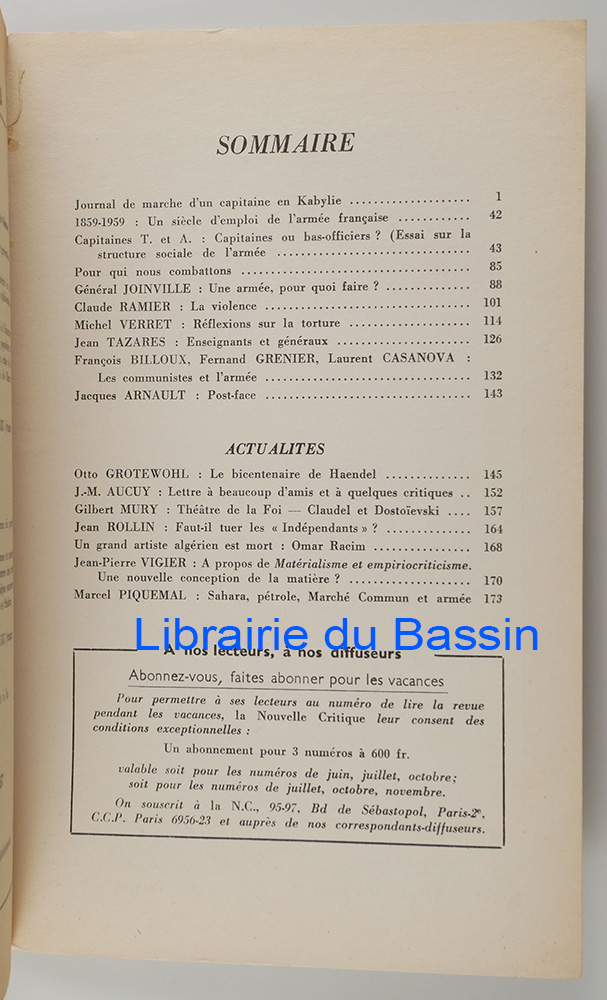 SOMMAIRE
Journal de marche d'un capitaine en Kabylie .................... 1
1859-1959 : Un siècle d'emploi de l'armée française ............ 42
Capitaines T. et A. : Capitaines ou bas-officiers ? (Essai sur la
structure sociale de l'armée ................................ 43
Pour qui nous combattons ...................................... 85
Général JOINVILLE : Une armée, pour quoi faire ? .............. 88
Claude RAMIER : La violence .................................. 101
Michel VERRET : Réflexions sur la torture .................... 114
Jean TAZARES : Enseignants et généraux ...................... 126
François BILLOUX, Fernand GRENIER, Laurent CASANOVA :
Les communistes et l'armée .................................. 132
Jacques ARNAULT : Post-face .................................. 143
ACTUALITES
Otto GROTEWOHL : Le bicentenaire de Haendel .............. 145
J.-M. AUCUY : Lettre à beaucoup d'amis et à quelques critiques .. 152
Gilbert MURY : Théâtre de la Foi — Claudel et Dostoïevski .... 157
Jean ROLLIN : Faut-il tuer les « Indépendants » ? .............. 164
Un grand artiste algérien est mort : Omar Racim ................ 168
Jean-Pierre VIGIER : A propos de Matérialisme et empiriocriticisme.
Une nouvelle conception de la matière ? .................... 170
Marcel PIQUEMAL : Sahara, pétrole, Marché Commun et armée 173
Librairie du Bassin
A nos lecteurs, à nos diffuseurs
Abonnez-vous, faites abonner pour les vacances
Pour permettre à ses lecteurs au numéro de lire la revue
pendant les vacances, la Nouvelle Critique leur consent des
conditions exceptionnelles :
Un abonnement pour 3 numéros à 600 fr.
valable soit pour les numéros de juin, juillet, octobre;
soit pour les numéros de juillet, octobre, novembre.
On souscrit à la N.C., 95-97, Bd de Sébastopol, Paris-2e,
C.C.P. Paris 6956-23 et auprès de nos correspondants-diffuseurs.